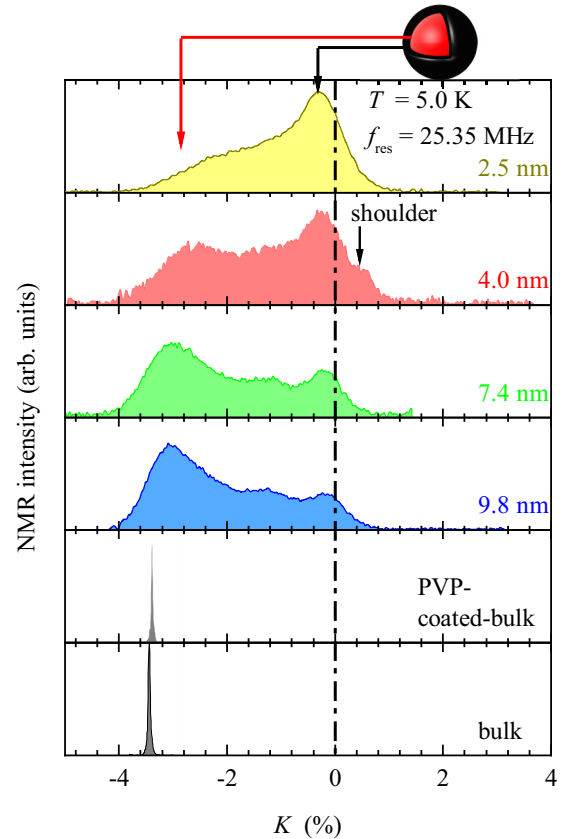 T = 5.0 K
f_res = 25.35 MHz
2.5 nm
shoulder
4.0 nm
7.4 nm
9.8 nm
PVP-
coated-bulk
bulk
NMR intensity (arb. units)
-4 -2 0 2 4
K (%)